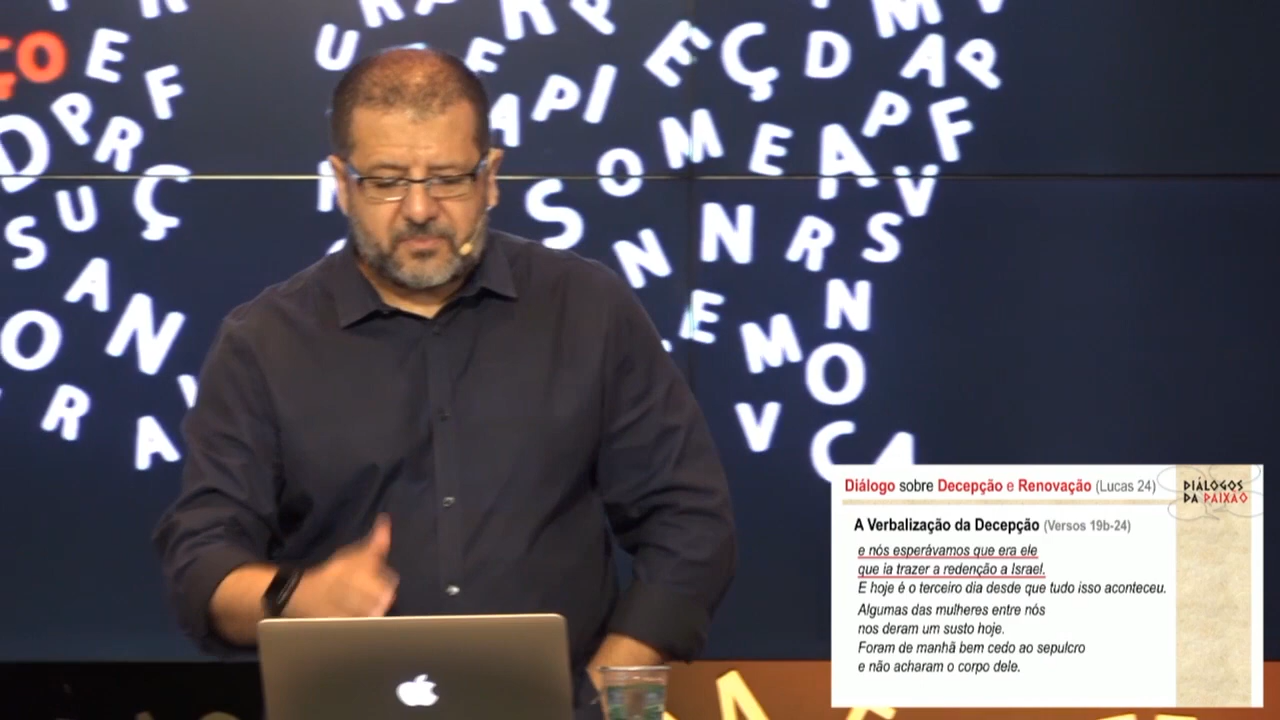 Diálogo sobre Decepção e Renovação (Lucas 24)
DIÁLOGOS
DA PAIXÃO
A Verbalização da Decepção (Versos 19b-24)
e nós esperávamos que era ele
que ia trazer a redenção a Israel.
E hoje é o terceiro dia desde que tudo isso aconteceu.
Algumas das mulheres entre nós
nos deram um susto hoje.
Foram de manhã bem cedo ao sepulcro
e não acharam o corpo dele.